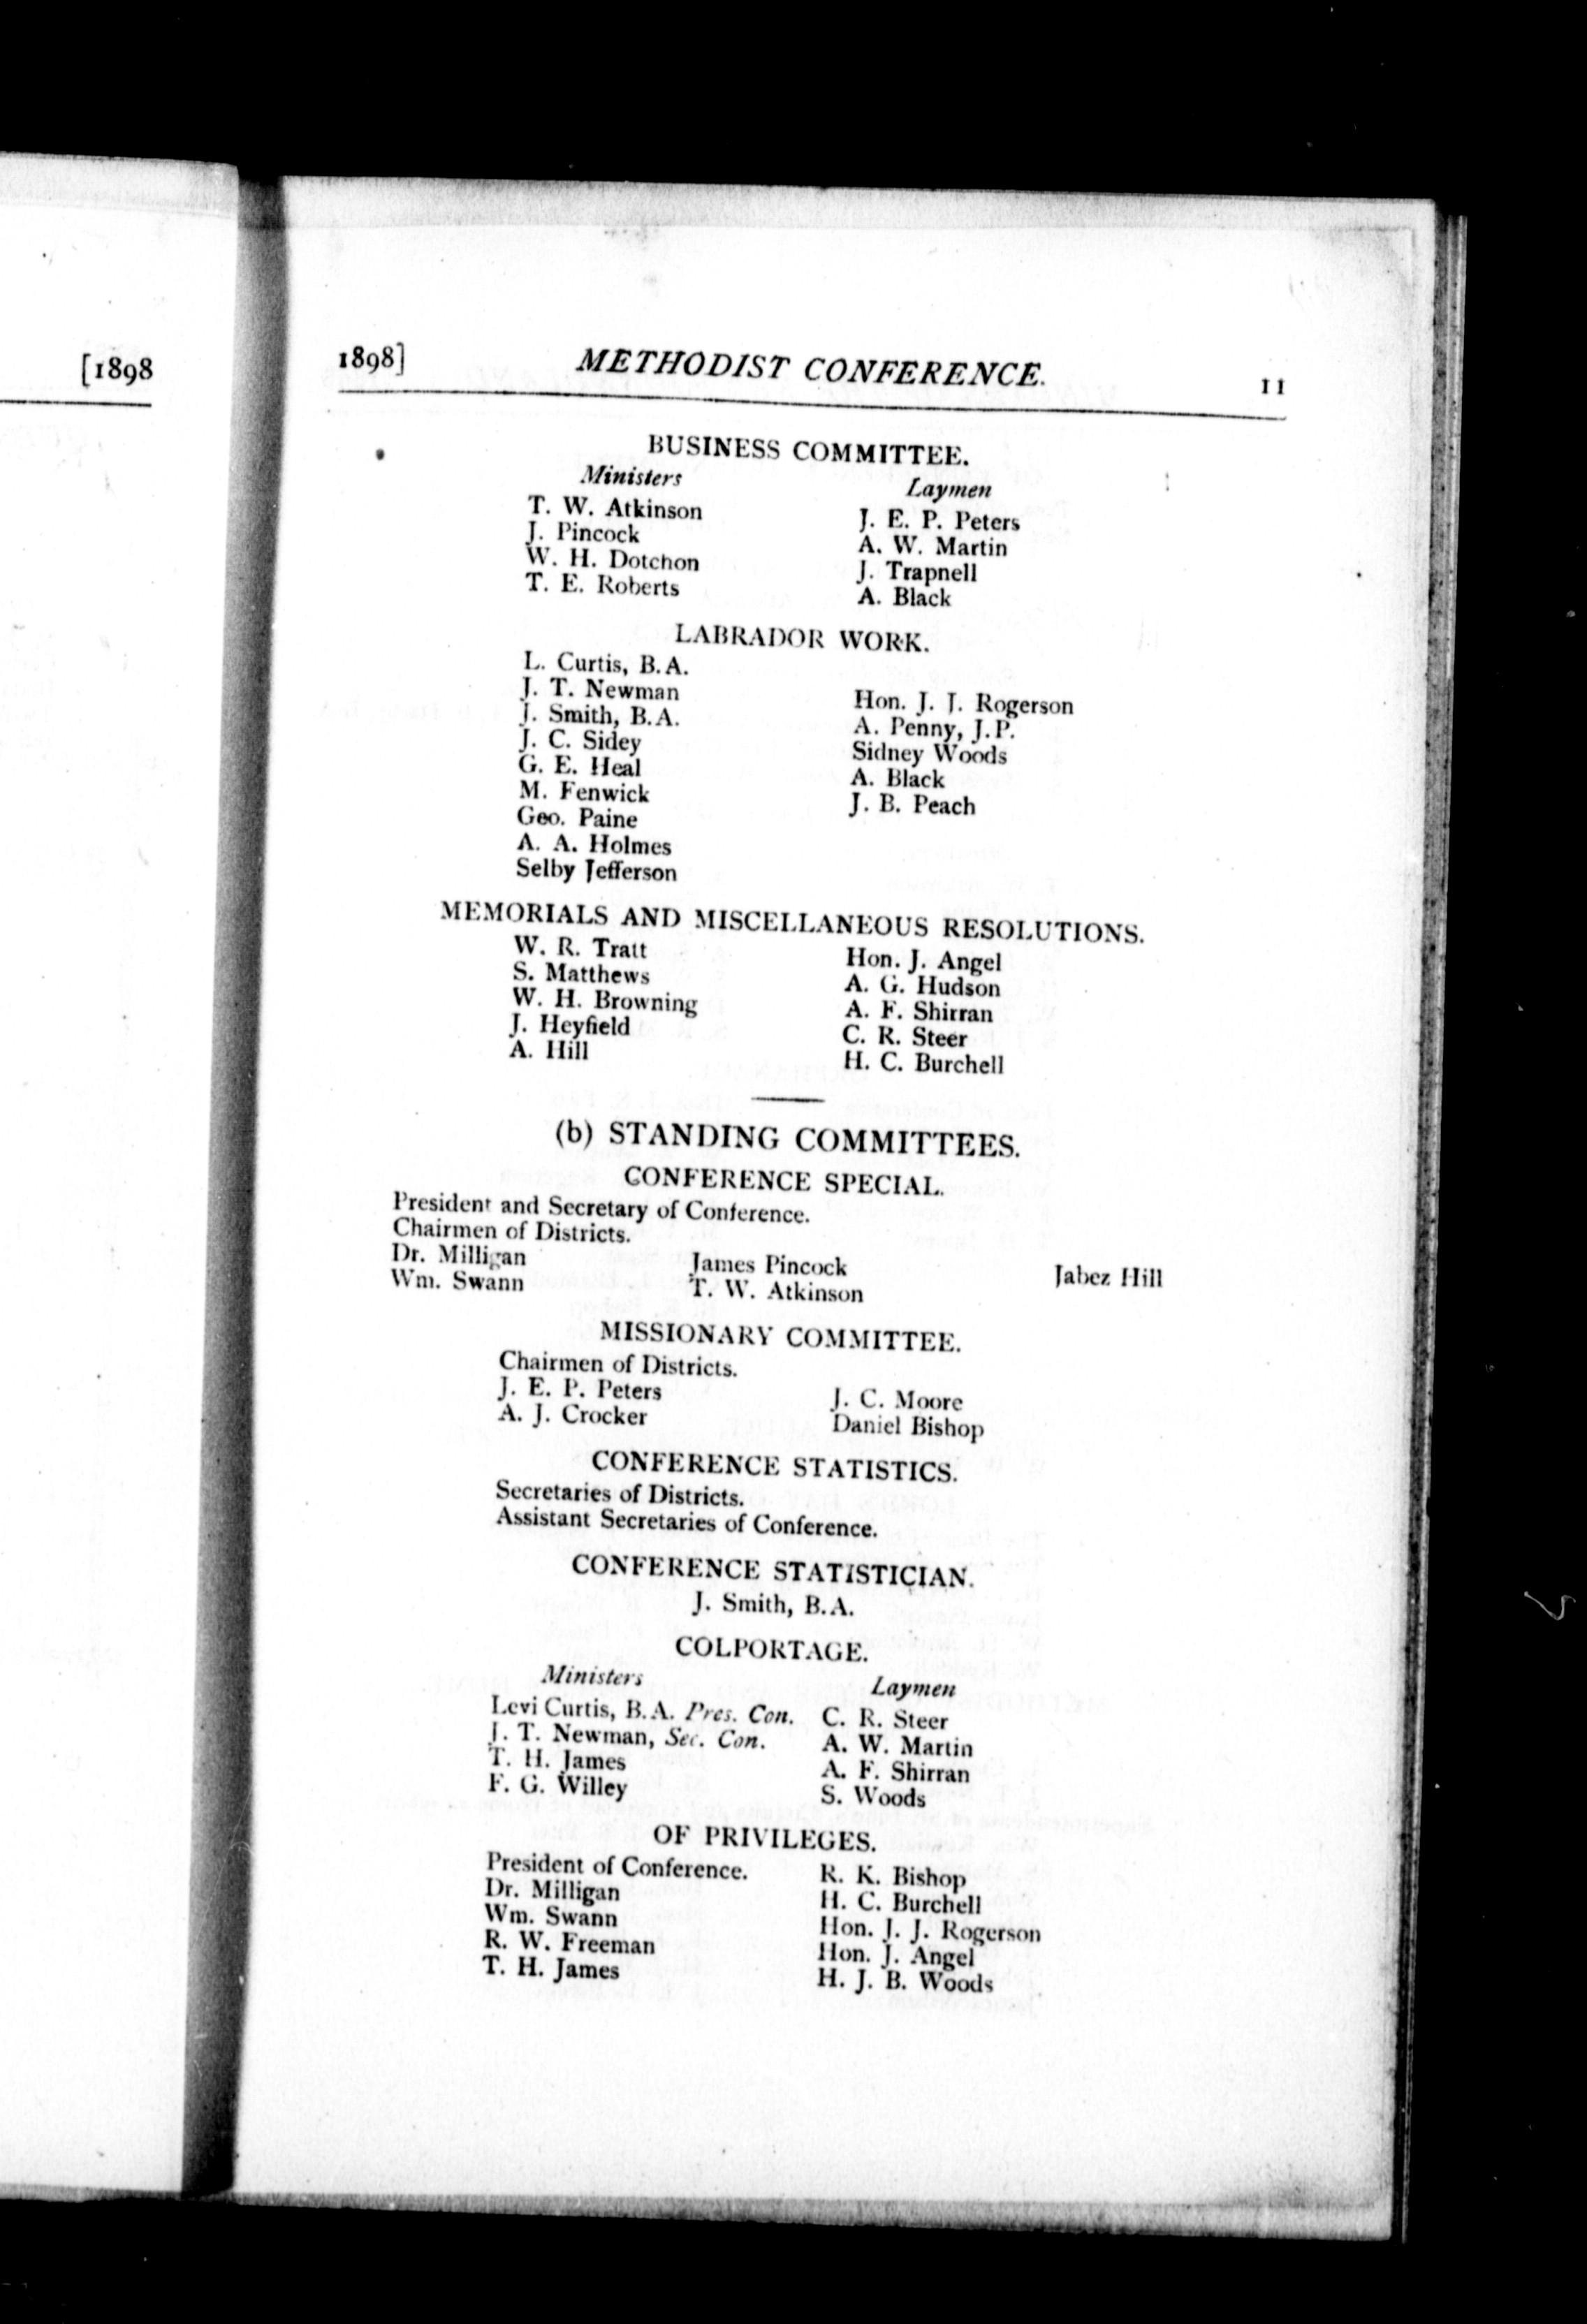 [1898
1898] METHODIST CONFERENCE. 11
BUSINESS COMMITTEE.
Ministers Laymen
T. W. Atkinson J. E. P. Peters
J. Pincock A. W. Martin
W. H. Dotchon J. Trapnell
T. E. Roberts A. Black
LABRADOR WORK.
L. Curtis, B.A.
J. T. Newman Hon. J. J. Rogerson
J. Smith, B.A. A. Penny, J.P.
J. C. Sidey Sidney Woods
G. E. Heal A. Black
M. Fenwick J. B. Peach
Geo. Paine
A. A. Holmes
Selby Jefferson
MEMORIALS AND MISCELLANEOUS RESOLUTIONS.
W. R. Tratt Hon. J. Angel
S. Matthews A. G. Hudson
W. H. Browning A. F. Shirran
J. Heyfield C. R. Steer
A. Hill H. C. Burchell
(b) STANDING COMMITTEES.
CONFERENCE SPECIAL.
President and Secretary of Conference.
Chairmen of Districts.
Dr. Milligan James Pincock Jabez Hill
Wm. Swann T. W. Atkinson
MISSIONARY COMMITTEE.
Chairmen of Districts.
J. E. P. Peters J. C. Moore
A. J. Crocker Daniel Bishop
CONFERENCE STATISTICS.
Secretaries of Districts.
Assistant Secretaries of Conference.
CONFERENCE STATISTICIAN.
J. Smith, B.A.
COLPORTAGE.
Ministers Laymen
Levi Curtis, B.A. Pres. Con. C. R. Steer
J. T. Newman, Sec. Con. A. W. Martin
T. H. James A. F. Shirran
F. G. Willey S. Woods
OF PRIVILEGES.
President of Conference. R. K. Bishop
Dr. Milligan H. C. Burchell
Wm. Swann Hon. J. J. Rogerson
R. W. Freeman Hon. J. Angel
T. H. James H. J. B. Woods